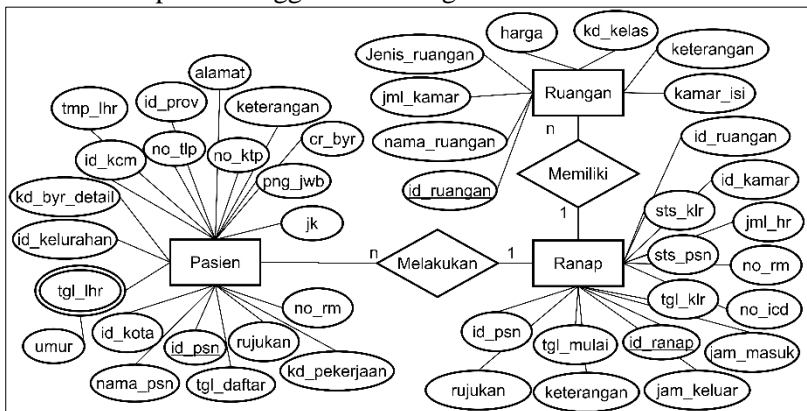 harga
kd_kelas
Jenis_ruangan
keterangan
alamat
id_prov
keterangan
jml_kamar
Ruangan
kamar_isi
tmp_lhr
cr_byr
no_tlp
no_ktp
nama_ruangan
n
id_ruangan
id_kcm
png_jwb
Memiliki
id_kamar
kd_byr_detail
id_ruangan
sts_klr
jk
1
jml_hr
id_kelurahan
sts_psn
Pasien
n
Melakukan
1
Ranap
no_rm
tgl_lhr
tgl_klr
no_icd
no_rm
id_kota
id_psn
rujukan
id_psn
tgl_mulai
id_ranap
jam_masuk
umur
kd_pekerjaan
nama_psn
tgl_daftar
rujukan
keterangan
jam_keluar